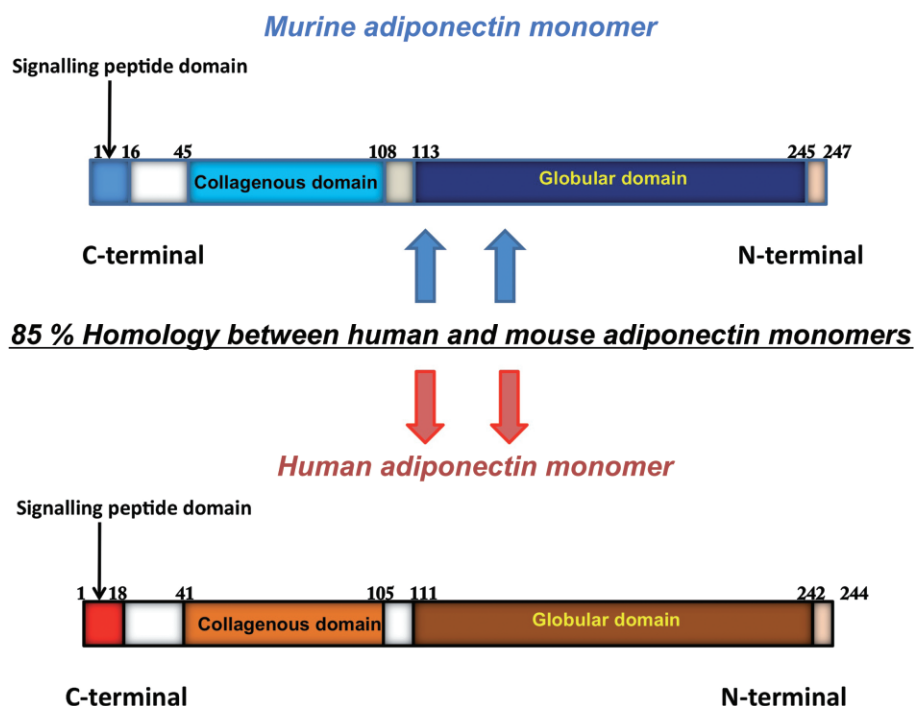 Murine adiponectin monomer
Signalling peptide domain
1 16 45 108 113 245 247
Collagenous domain Globular domain
C-terminal N-terminal
85 % Homology between human and mouse adiponectin monomers
Human adiponectin monomer
Signalling peptide domain
1 18 41 105 111 242 244
Collagenous domain Globular domain
C-terminal N-terminal